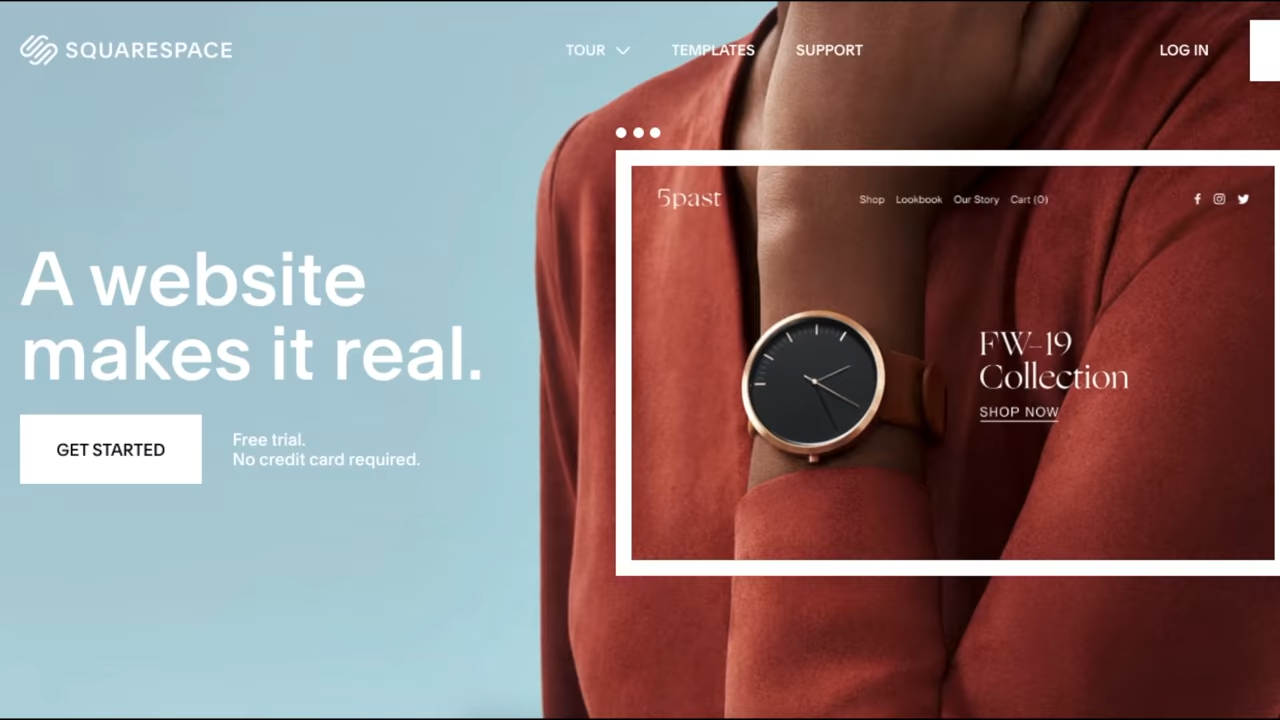 SQUARESPACE
TOUR
TEMPLATES
SUPPORT
LOG IN
A website
makes it real.
GET STARTED
Free trial.
No credit card required.
5past
Shop Lookbook Our Story Cart (0)
FW–19
Collection
SHOP NOW